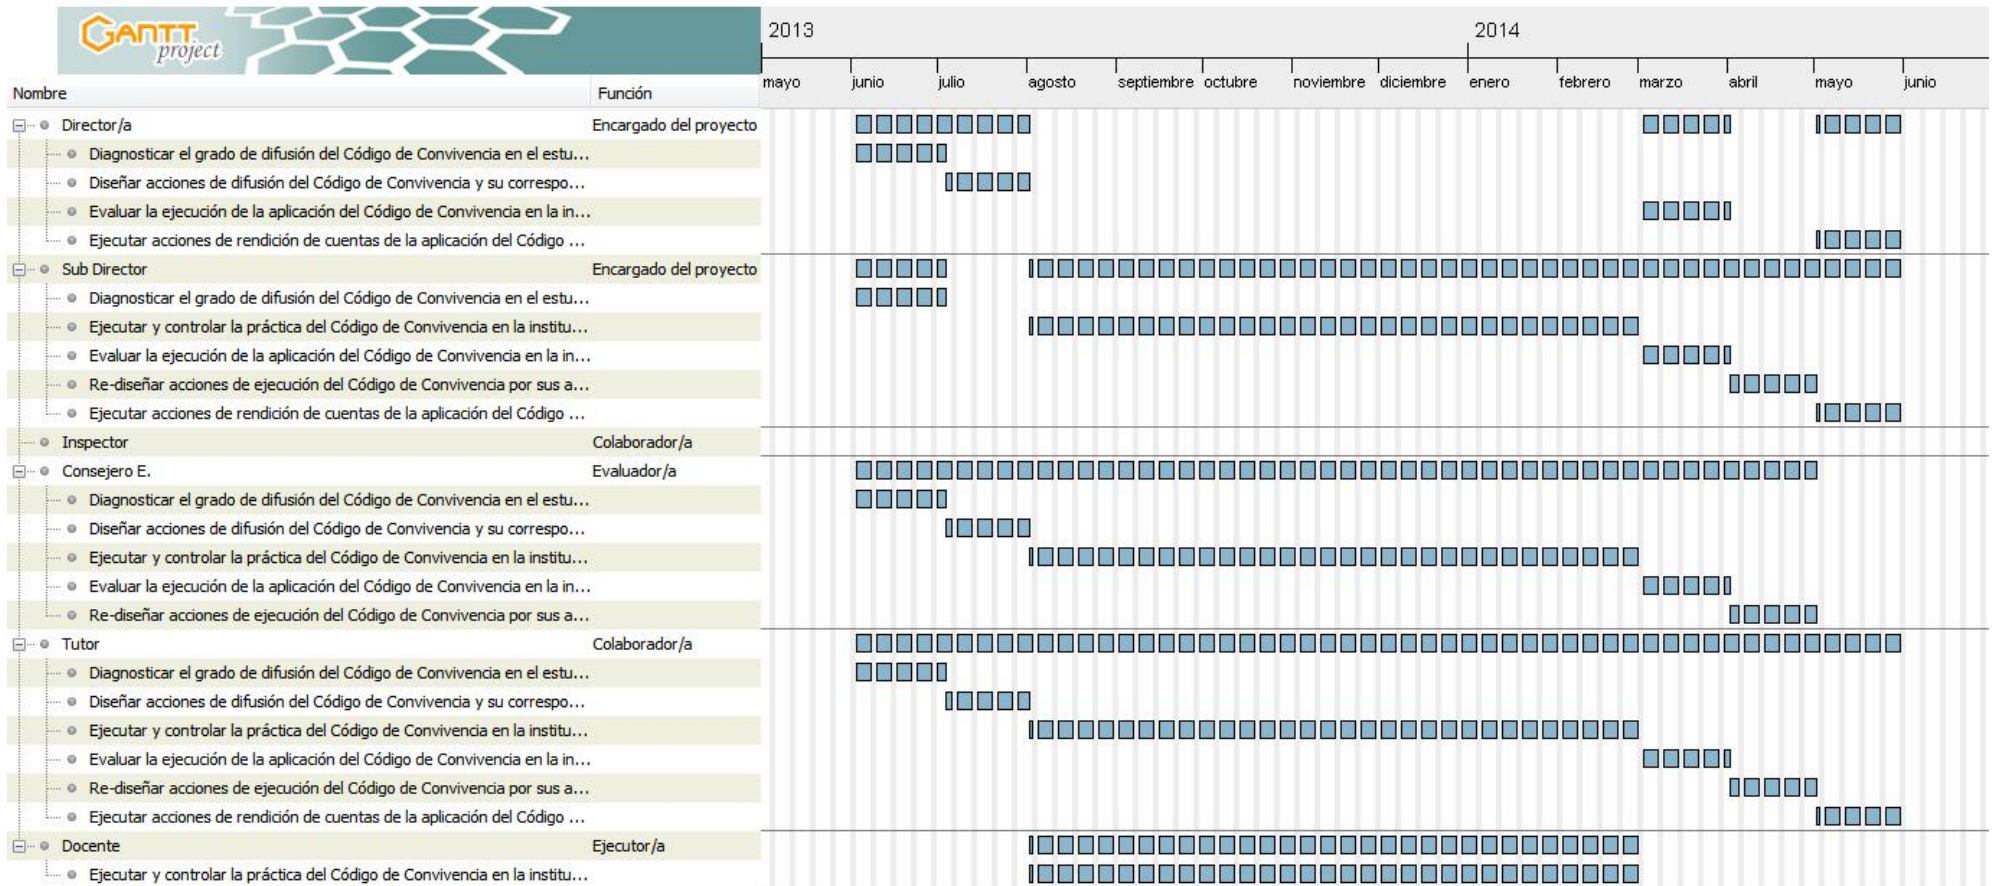 GANTT
project
2013
2014
Nombre
Función
mayo junio julio agosto septiembre octubre noviembre diciembre enero febrero marzo abril mayo junio
Director/a Encargado del proyecto
Diagnosticar el grado de difusión del Código de Convivencia en el estu...
Diseñar acciones de difusión del Código de Convivencia y su correspo...
Evaluar la ejecución de la aplicación del Código de Convivencia en la in...
Ejecutar acciones de rendición de cuentas de la aplicación del Código ...
Sub Director Encargado del proyecto
Diagnosticar el grado de difusión del Código de Convivencia en el estu...
Ejecutar y controlar la práctica del Código de Convivencia en la institu...
Evaluar la ejecución de la aplicación del Código de Convivencia en la in...
Re-diseñar acciones de ejecución del Código de Convivencia por sus a...
Ejecutar acciones de rendición de cuentas de la aplicación del Código ...
Inspector Colaborador/a
Consejero E. Evaluador/a
Diagnosticar el grado de difusión del Código de Convivencia en el estu...
Diseñar acciones de difusión del Código de Convivencia y su correspo...
Ejecutar y controlar la práctica del Código de Convivencia en la institu...
Evaluar la ejecución de la aplicación del Código de Convivencia en la in...
Re-diseñar acciones de ejecución del Código de Convivencia por sus a...
Tutor Colaborador/a
Diagnosticar el grado de difusión del Código de Convivencia en el estu...
Diseñar acciones de difusión del Código de Convivencia y su correspo...
Ejecutar y controlar la práctica del Código de Convivencia en la institu...
Evaluar la ejecución de la aplicación del Código de Convivencia en la in...
Re-diseñar acciones de ejecución del Código de Convivencia por sus a...
Ejecutar acciones de rendición de cuentas de la aplicación del Código ...
Docente Ejecutor/a
Ejecutar y controlar la práctica del Código de Convivencia en la institu...